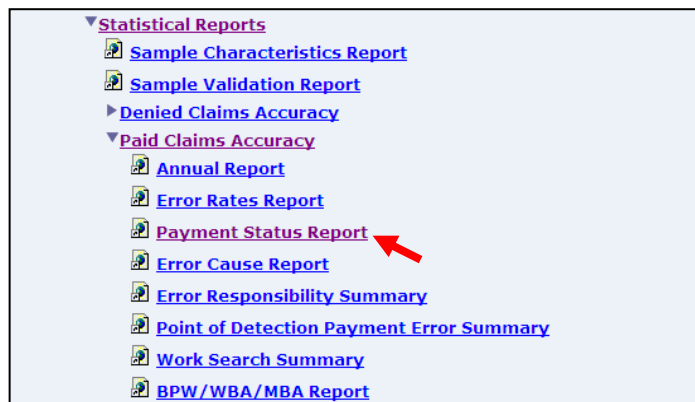 Statistical Reports
Sample Characteristics Report
Sample Validation Report
Denied Claims Accuracy
Paid Claims Accuracy
Annual Report
Error Rates Report
Payment Status Report
Error Cause Report
Error Responsibility Summary
Point of Detection Payment Error Summary
Work Search Summary
BPW/WBA/MBA Report